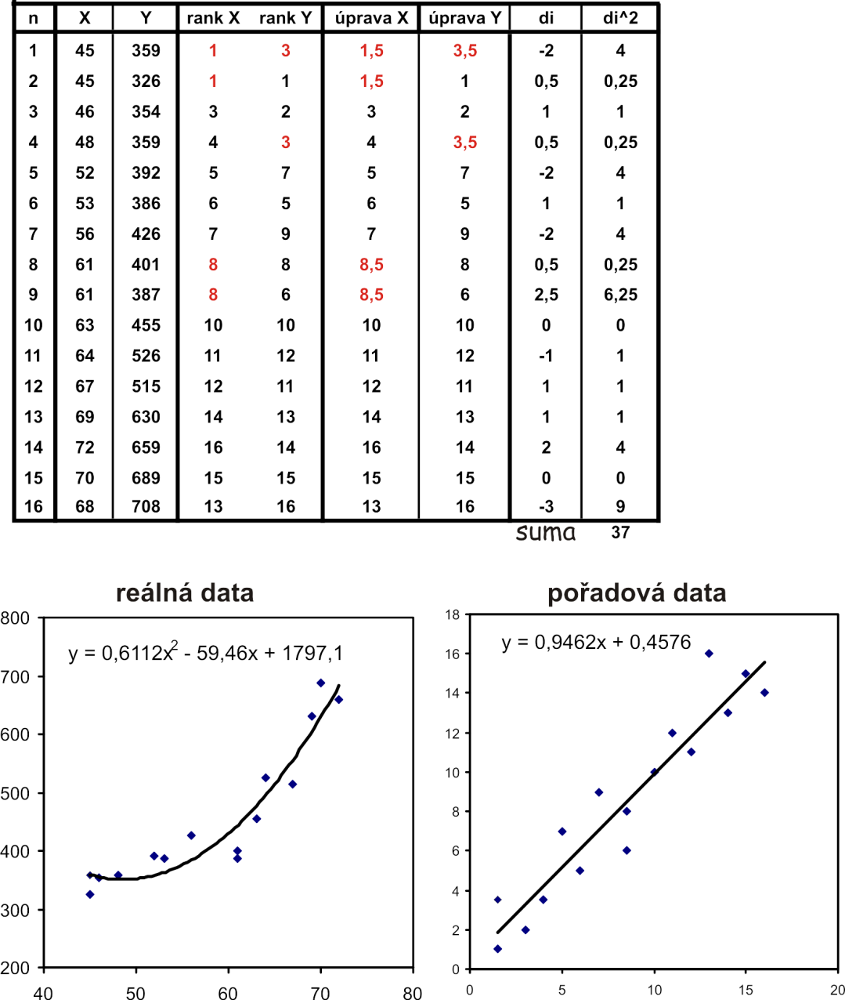 n X Y rank X rank Y úprava X úprava Y di di^2
1 45 359 1 3 1,5 3,5 -2 4
2 45 326 1 1 1,5 1 0,5 0,25
3 46 354 3 2 3 2 1 1
4 48 359 4 3 4 3,5 0,5 0,25
5 52 392 5 7 5 7 -2 4
6 53 386 6 5 6 5 1 1
7 56 426 7 9 7 9 -2 4
8 61 401 8 8 8,5 8 0,5 0,25
9 61 387 8 6 8,5 6 2,5 6,25
10 63 455 10 10 10 10 0 0
11 64 526 11 12 11 12 -1 1
12 67 515 12 11 12 11 1 1
13 69 630 14 13 14 13 1 1
14 72 659 16 14 16 14 2 4
15 70 689 15 15 15 15 0 0
16 68 708 13 16 13 16 -3 9
suma 37
reálná data
y = 0,6112x² - 59,46x + 1797,1
800
700
600
500
400
300
200
40 50 60 70 80
pořadová data
y = 0,9462x + 0,4576
18
16
14
12
10
8
6
4
2
0
0 5 10 15 20